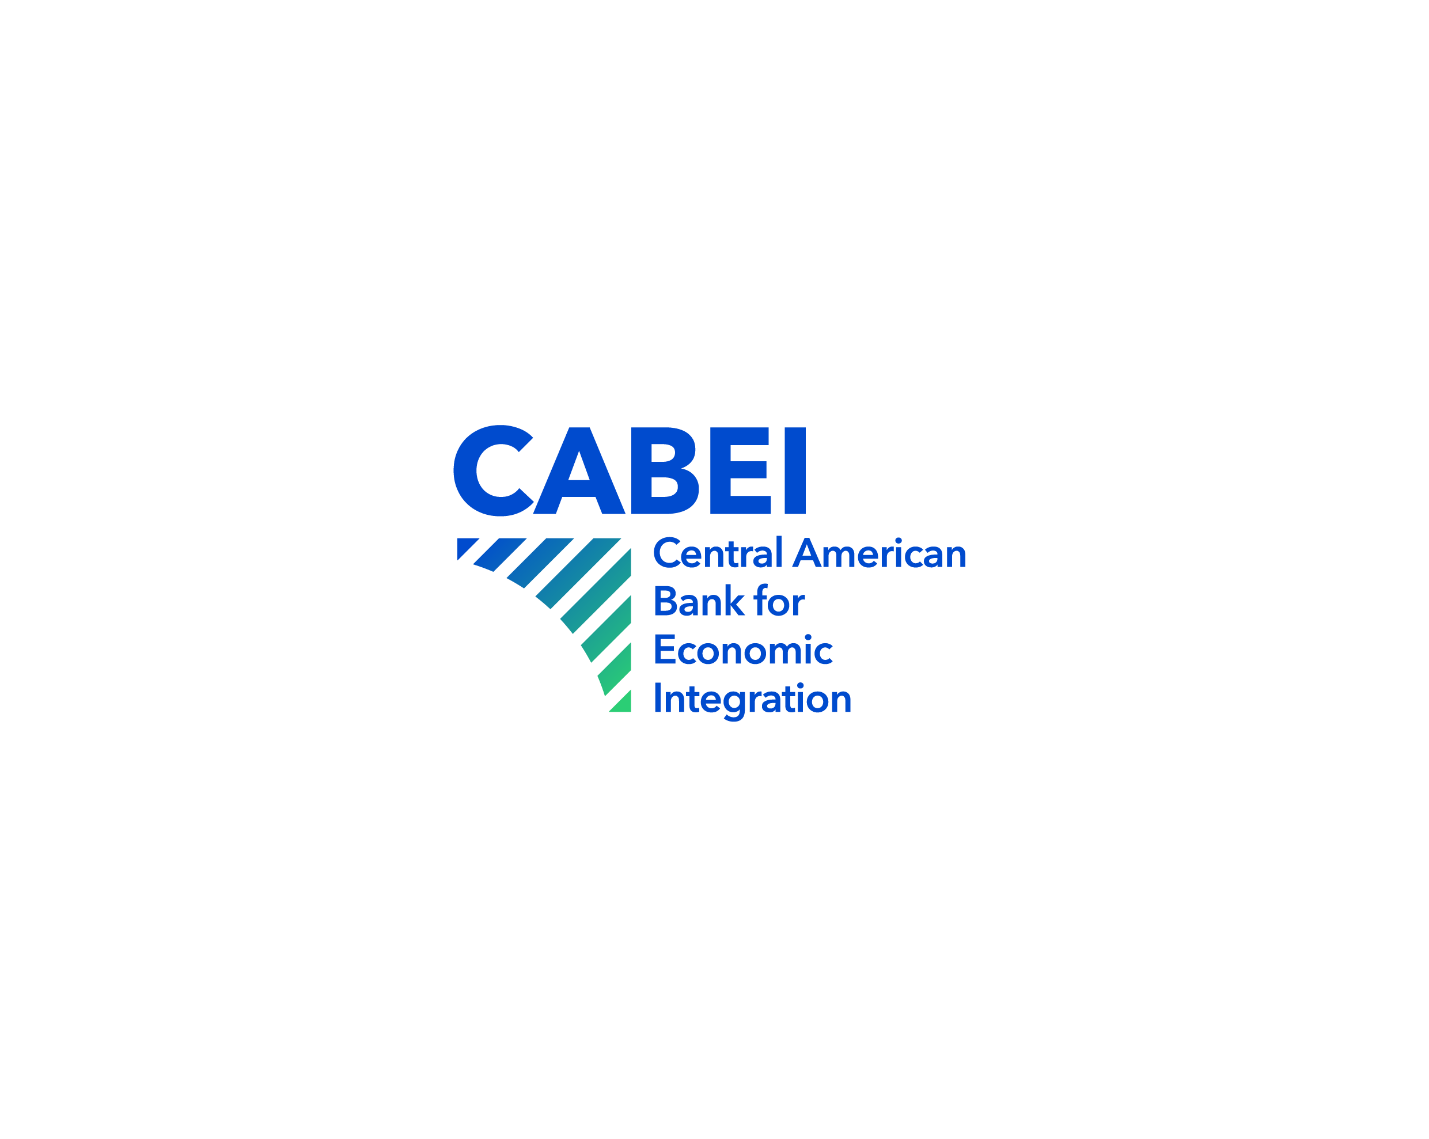 CABEI
Central American
Bank for
Economic
Integration